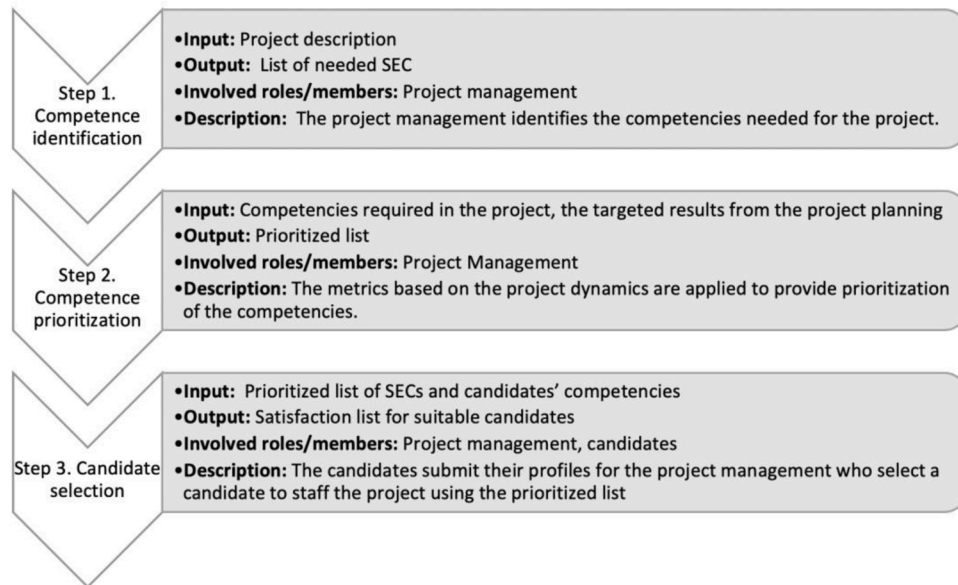 Step 1.
Competence
identification
•Input: Project description
•Output:  List of needed SEC
•Involved roles/members: Project management
•Description:  The project management identifies the competencies needed for the project.
Step 2.
Competence
prioritization
•Input: Competencies required in the project, the targeted results from the project planning
•Output: Prioritized list
•Involved roles/members: Project Management
•Description: The metrics based on the project dynamics are applied to provide prioritization
of the competencies.
Step 3. Candidate
selection
•Input:  Prioritized list of SECs and candidates’ competencies
•Output: Satisfaction list for suitable candidates
•Involved roles/members: Project management, candidates
•Description: The candidates submit their profiles for the project management who select a
candidate to staff the project using the prioritized list